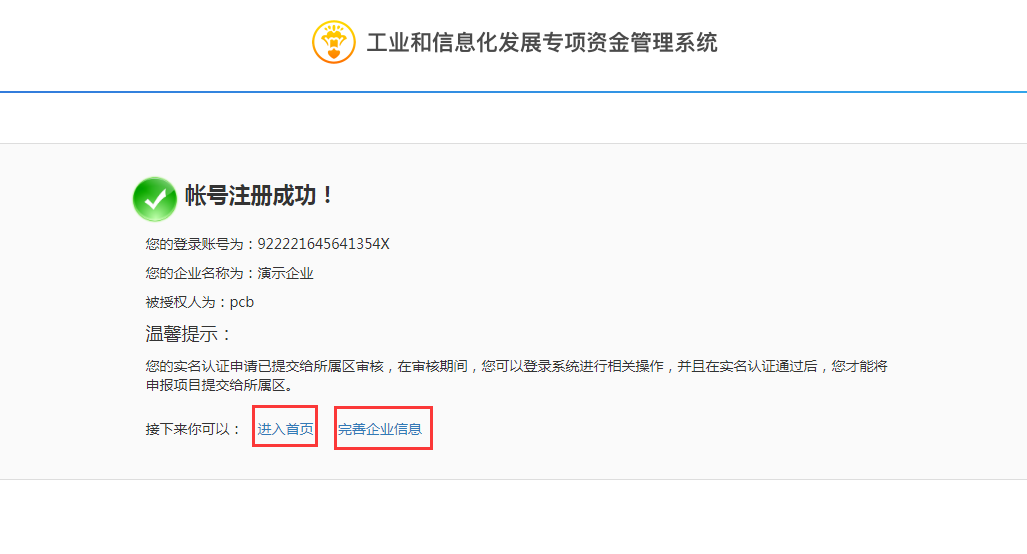 工业和信息化发展专项资金管理系统
帐号注册成功！
您的登录账号为：922221645641354X
您的企业名称为：演示企业
被授权人为：pcb
温馨提示：
您的实名认证申请已提交给所属区审核，在审核期间，您可以登录系统进行相关操作，并且在实名认证通过后，您才能将
申报项目提交给所属区。
接下来你可以： 进入首页 完善企业信息